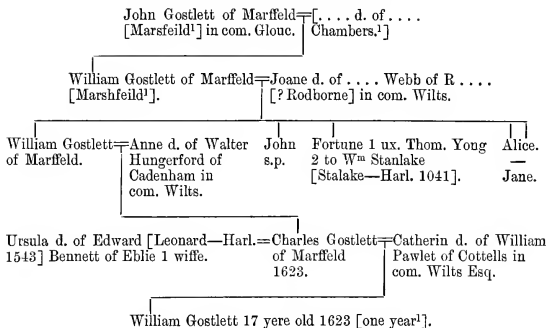 John Gostlett of Marffeld=[. . . . d. of . . . .
[Marsfeild¹] in com. Glouc. Chambers.¹]
William Gostlett of Marffeld=Joane d. of . . . . Webb of R . . . .
[Marshfeild¹]. [? Rodborne] in com. Wilts.
William Gostlett=Anne d. of Walter John Fortune 1 ux. Thom. Yong Alice.
of Marffeld. Hungerford of s.p. 2 to Wᵐ Stanlake —
Cadenham in [Stalake—Harl. 1041]. Jane.
com. Wilts.
Ursula d. of Edward [Leonard—Harl.=Charles Gostlett=Catherin d. of William
1543] Bennett of Eblie 1 wiffe. of Marffeld Pawlet of Cottells in
1623. com. Wilts Esq.
William Gostlett 17 yere old 1623 [one year¹].